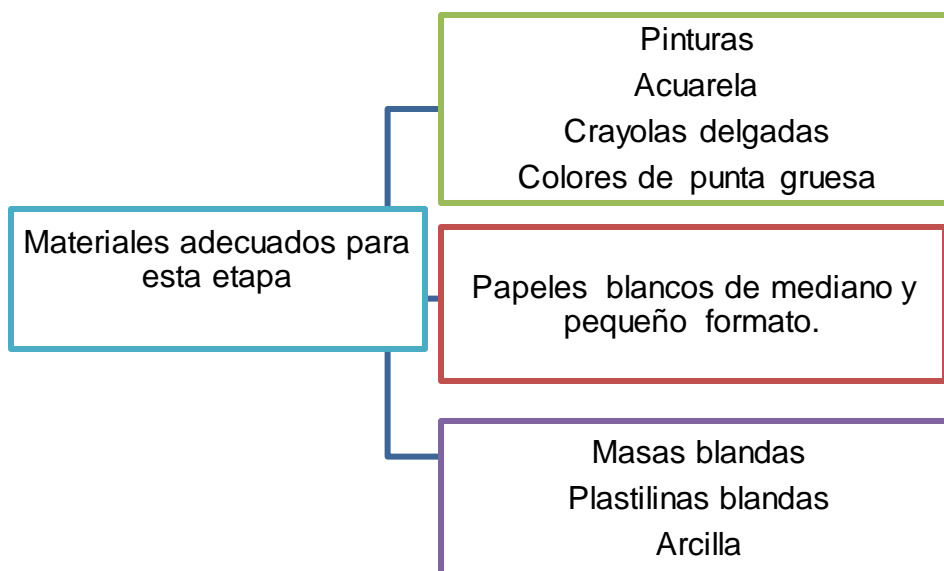 Materiales adecuados para
esta etapa
Pinturas
Acuarela
Crayolas delgadas
Colores de punta gruesa
Papeles blancos de mediano y
pequeño formato.
Masas blandas
Plastilinas blandas
Arcilla